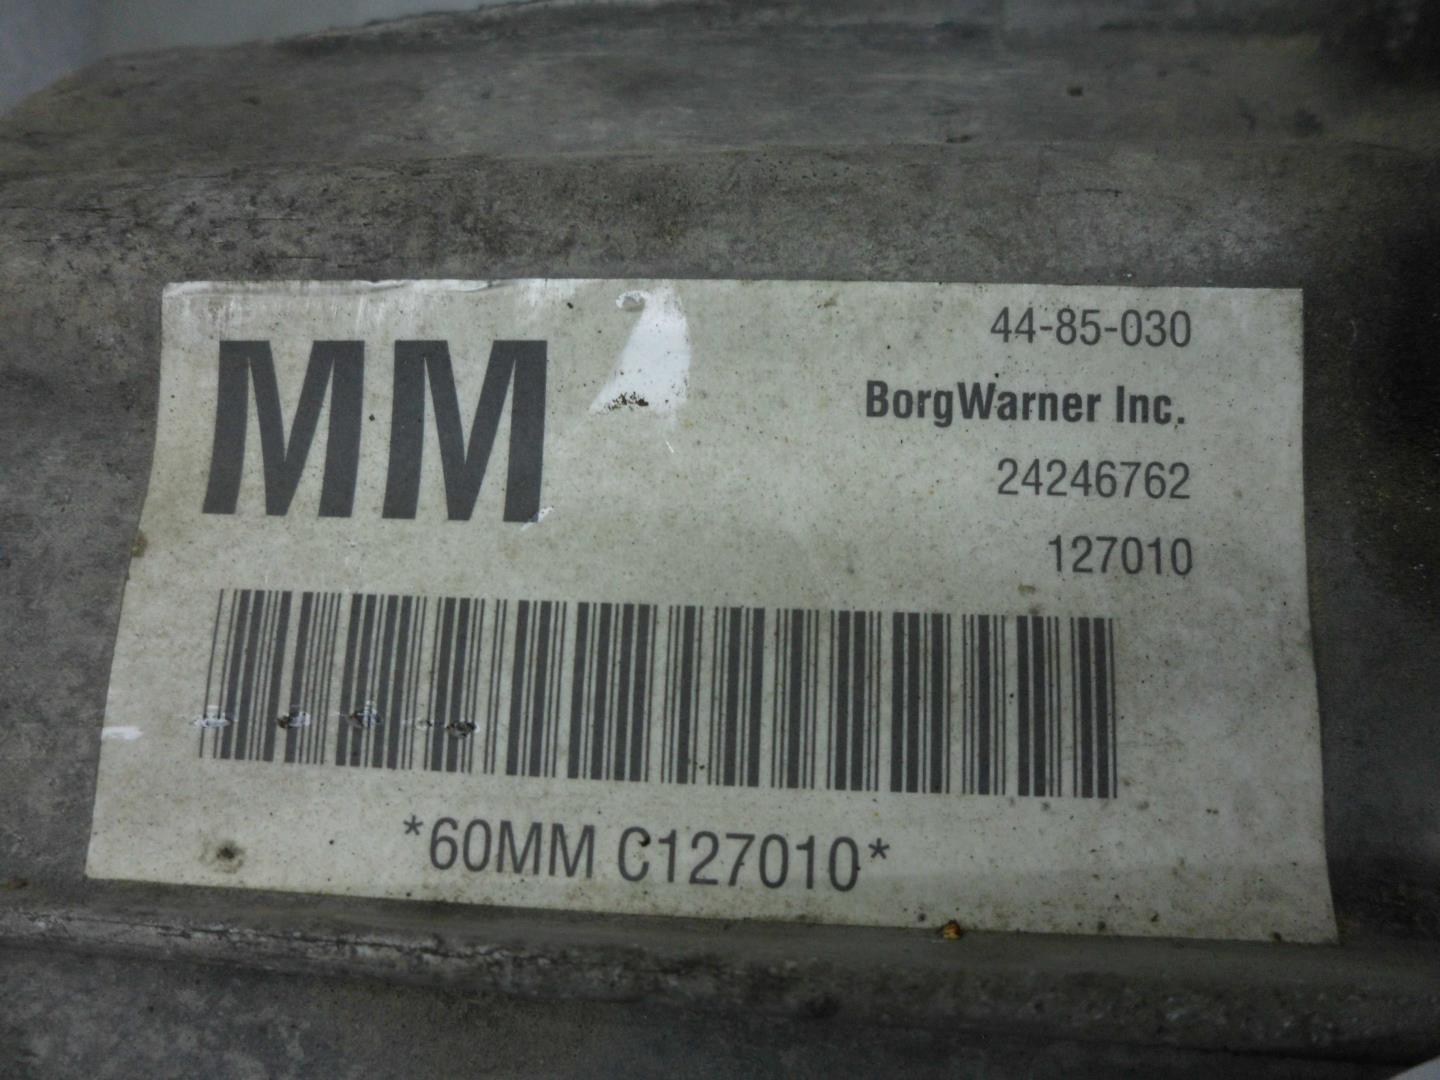 MM
44-85-030
BorgWarner Inc.
24246762
127010
*60MM C127010*